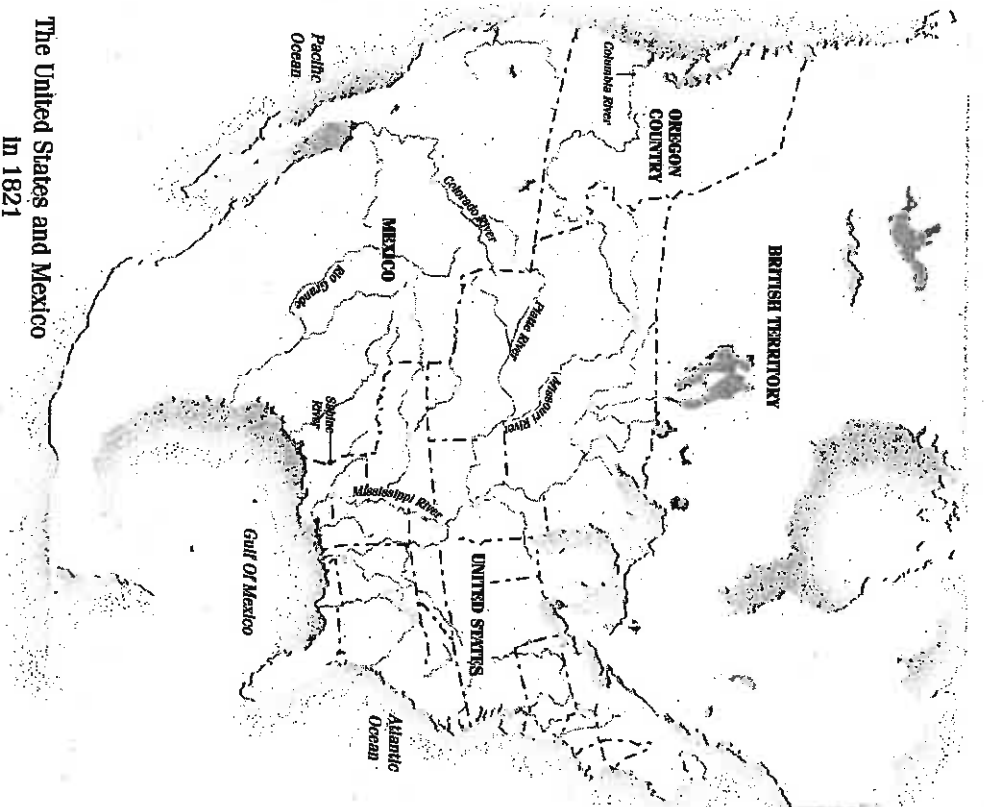 The United States and Mexico
in 1821
BRITISH TERRITORY
OREGON
COUNTRY
Columbia River
Pacific
Ocean
Colorado River
Platte River
Missouri River
MEXICO
Rio Grande
Sabine
River
Mississippi River
UNITED STATES
Gulf Of Mexico
Atlantic
Ocean